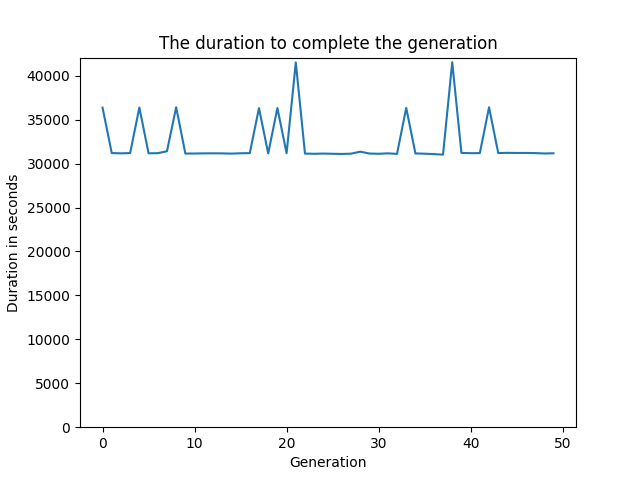 The duration to complete the generation
40000
35000
30000
25000
20000
15000
10000
5000
0
Duration in seconds
0 10 20 30 40 50
Generation